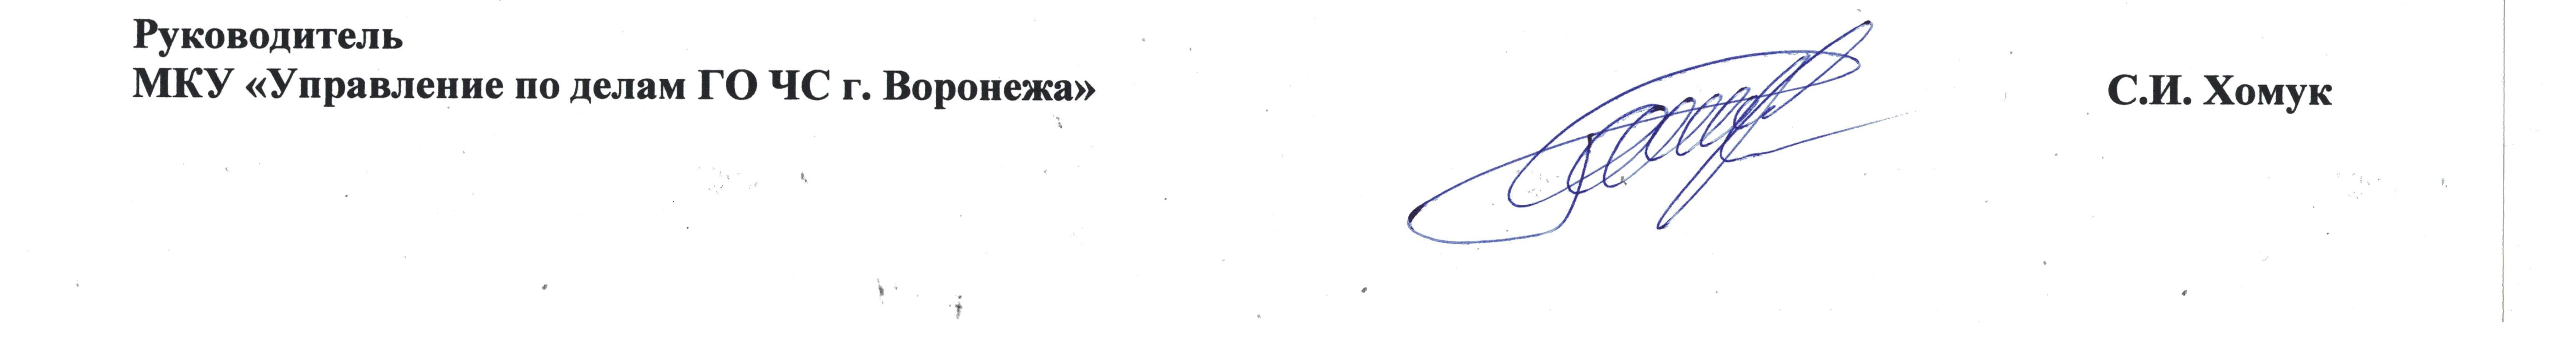 Руководитель
МКУ «Управление по делам ГО ЧС г. Воронежа» С.И. Хомук